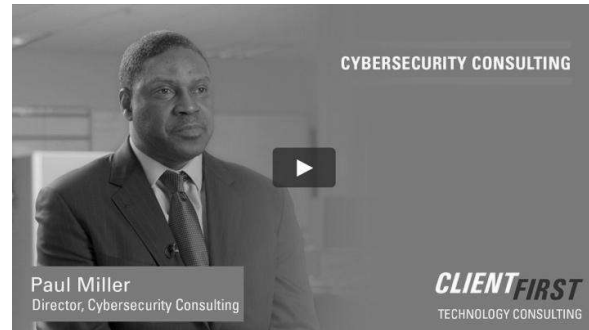 CYBERSECURITY CONSULTING
Paul Miller
Director, Cybersecurity Consulting
CLIENTFIRST
TECHNOLOGY CONSULTING